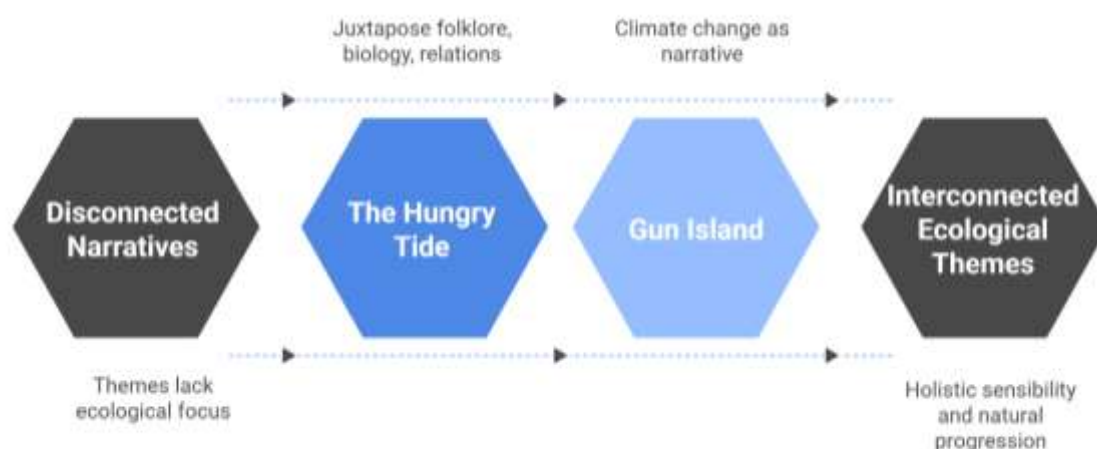 Juxtapose folklore,
biology, relations
Climate change as
narrative
Disconnected
Narratives
The Hungry
Tide
Gun Island
Interconnected
Ecological
Themes
Themes lack
ecological focus
Holistic sensibility
and natural
progression